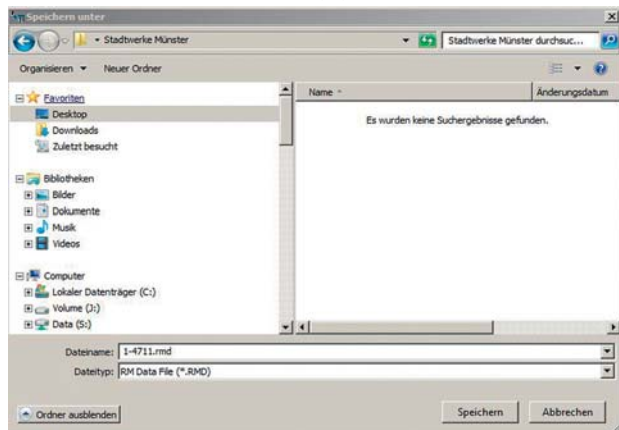 Speichern unter
Stadtwerke Münster
Stadtwerke Münster durchsuc...
Organisieren
Neuer Ordner
Favoriten
Desktop
Downloads
Zuletzt besucht
Bibliotheken
Bilder
Dokumente
Musik
Videos
Computer
Lokaler Datenträger (C:)
Volume (J:)
Data (S:)
Name
Änderungsdatum
Es wurden keine Suchergebnisse gefunden.
Dateiname: 1-4711.rmd
Dateityp: RM Data File (*.RMD)
Ordner ausblenden
Speichern
Abbrechen